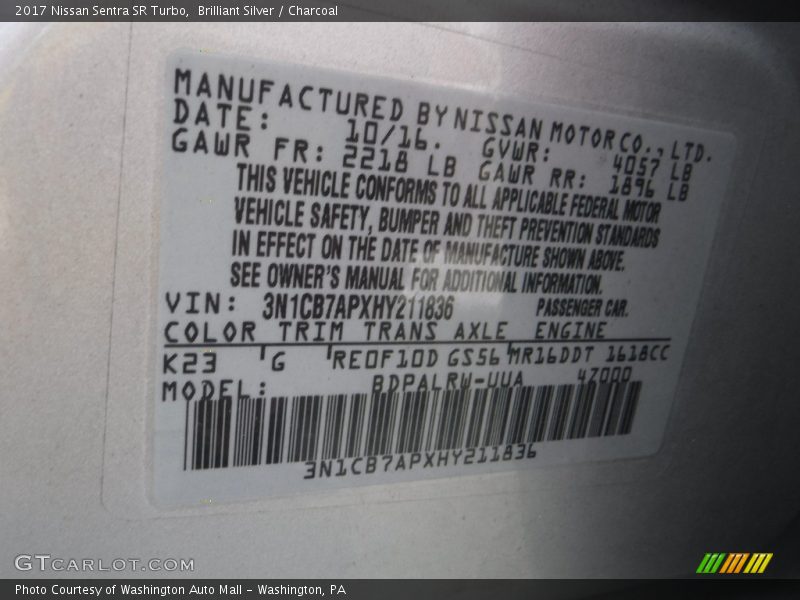 2017 Nissan Sentra SR Turbo, Brilliant Silver / Charcoal
MANUFACTURED BY NISSAN MOTOR CO., LTD.
DATE: 10/16. GVWR: 4057 LB
GAWR FR: 2218 LB GAWR RR: 1896 LB
THIS VEHICLE CONFORMS TO ALL APPLICABLE FEDERAL MOTOR
VEHICLE SAFETY, BUMPER AND THEFT PREVENTION STANDARDS
IN EFFECT ON THE DATE OF MANUFACTURE SHOWN ABOVE.
SEE OWNER'S MANUAL FOR ADDITIONAL INFORMATION.
VIN: 3N1CB7APXHY211836 PASSENGER CAR.
COLOR TRIM TRANS AXLE ENGINE
K23 G RE0F10D GS56 MR16DDT 1618CC
MODEL: BDPALRW-UUA 47000
3N1CB7APXHY211836
GTCARLOT.COM
Photo Courtesy of Washington Auto Mall - Washington, PA